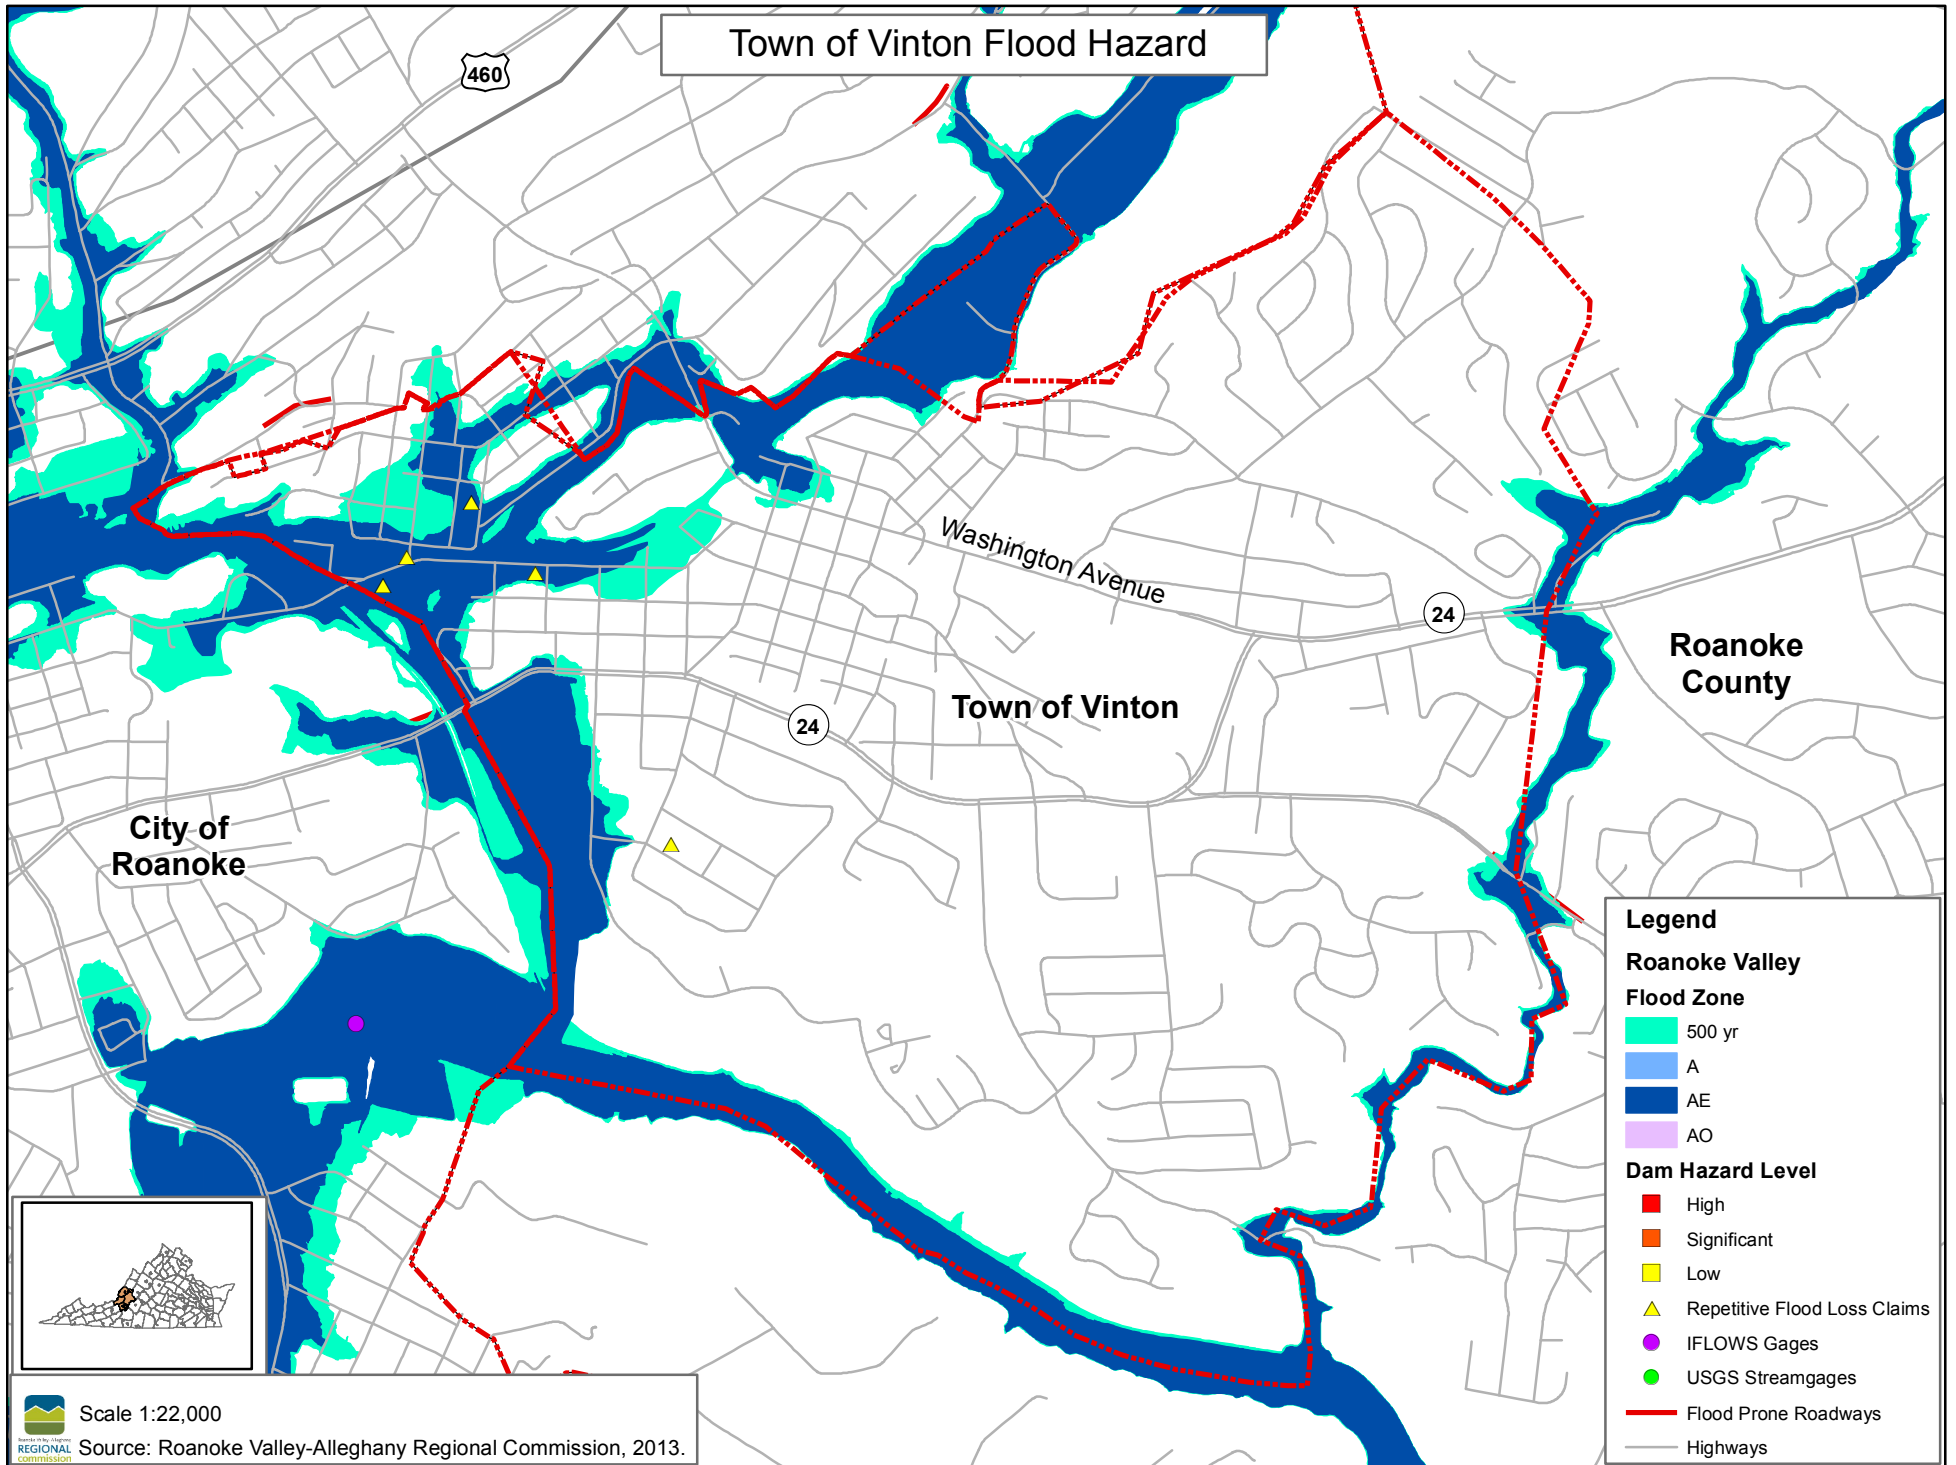 Town of Vinton Flood Hazard
460
Washington Avenue
24
Roanoke
County
Town of Vinton
24
City of
Roanoke
Legend
Roanoke Valley
Flood Zone
500 yr
A
AE
AO
Dam Hazard Level
High
Significant
Low
Repetitive Flood Loss Claims
IFLOWS Gages
USGS Streamgages
Flood Prone Roadways
Highways
Scale 1:22,000
Roanoke Valley-Alleghany
REGIONAL
commission
Source: Roanoke Valley-Alleghany Regional Commission, 2013.